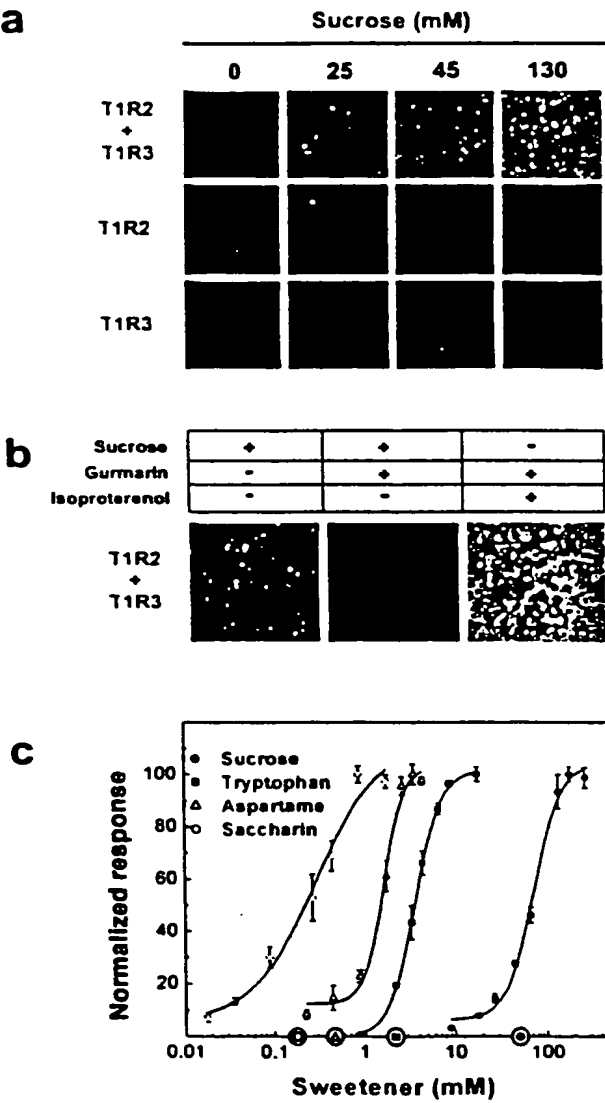 a
Sucrose (mM)
0 25 45 130
T1R2
+
T1R3
T1R2
T1R3
b
Sucrose + + -
Gurmarin - + +
Isoproterenol - - +
T1R2
+
T1R3
c
Normalized response
100
80
60
40
20
Sucrose
Tryptophan
Aspartame
Saccharin
0.01 0.1 1 10 100
Sweetener (mM)